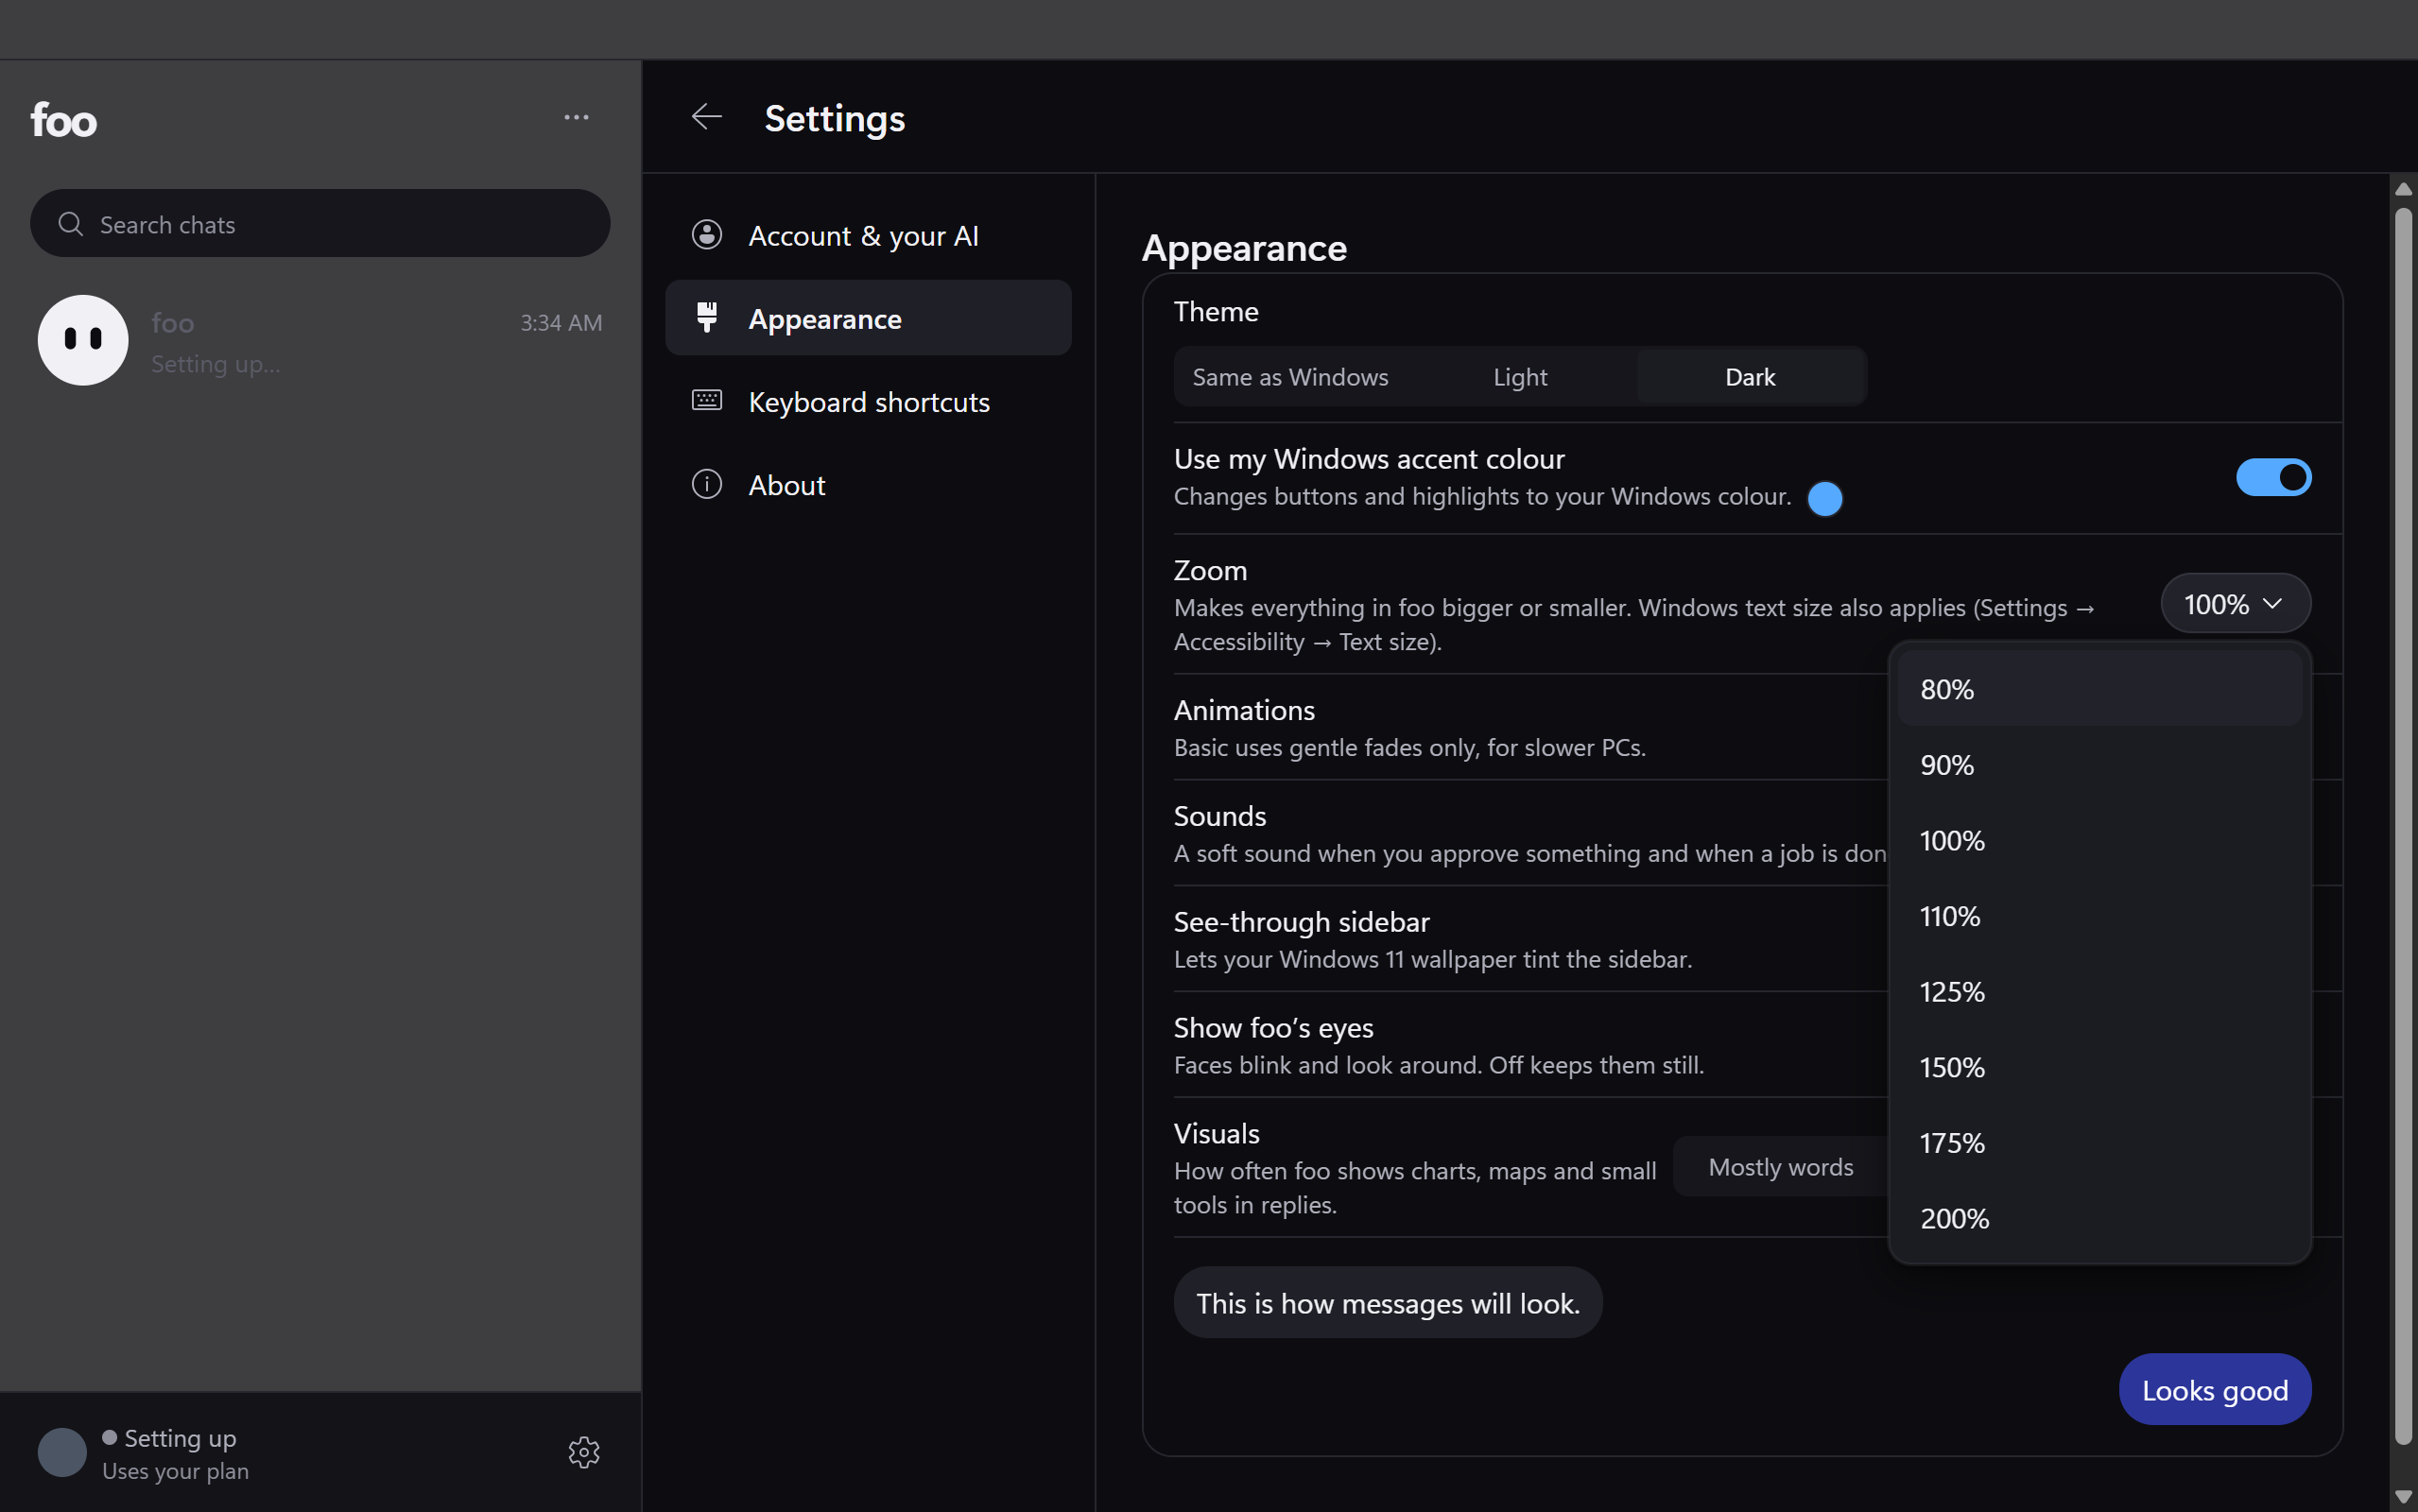 foo
Search chats
foo
3:34 AM
Setting up...
Setting up
Uses your plan
Settings
Account & your AI
Appearance
Keyboard shortcuts
About
Appearance
Theme
Same as Windows
Light
Dark
Use my Windows accent colour
Changes buttons and highlights to your Windows colour.
Zoom
Makes everything in foo bigger or smaller. Windows text size also applies (Settings →
Accessibility → Text size).
100%
80%
90%
100%
110%
125%
150%
175%
200%
Animations
Basic uses gentle fades only, for slower PCs.
Sounds
A soft sound when you approve something and when a job is don
See-through sidebar
Lets your Windows 11 wallpaper tint the sidebar.
Show foo’s eyes
Faces blink and look around. Off keeps them still.
Visuals
How often foo shows charts, maps and small
tools in replies.
Mostly words
This is how messages will look.
Looks good